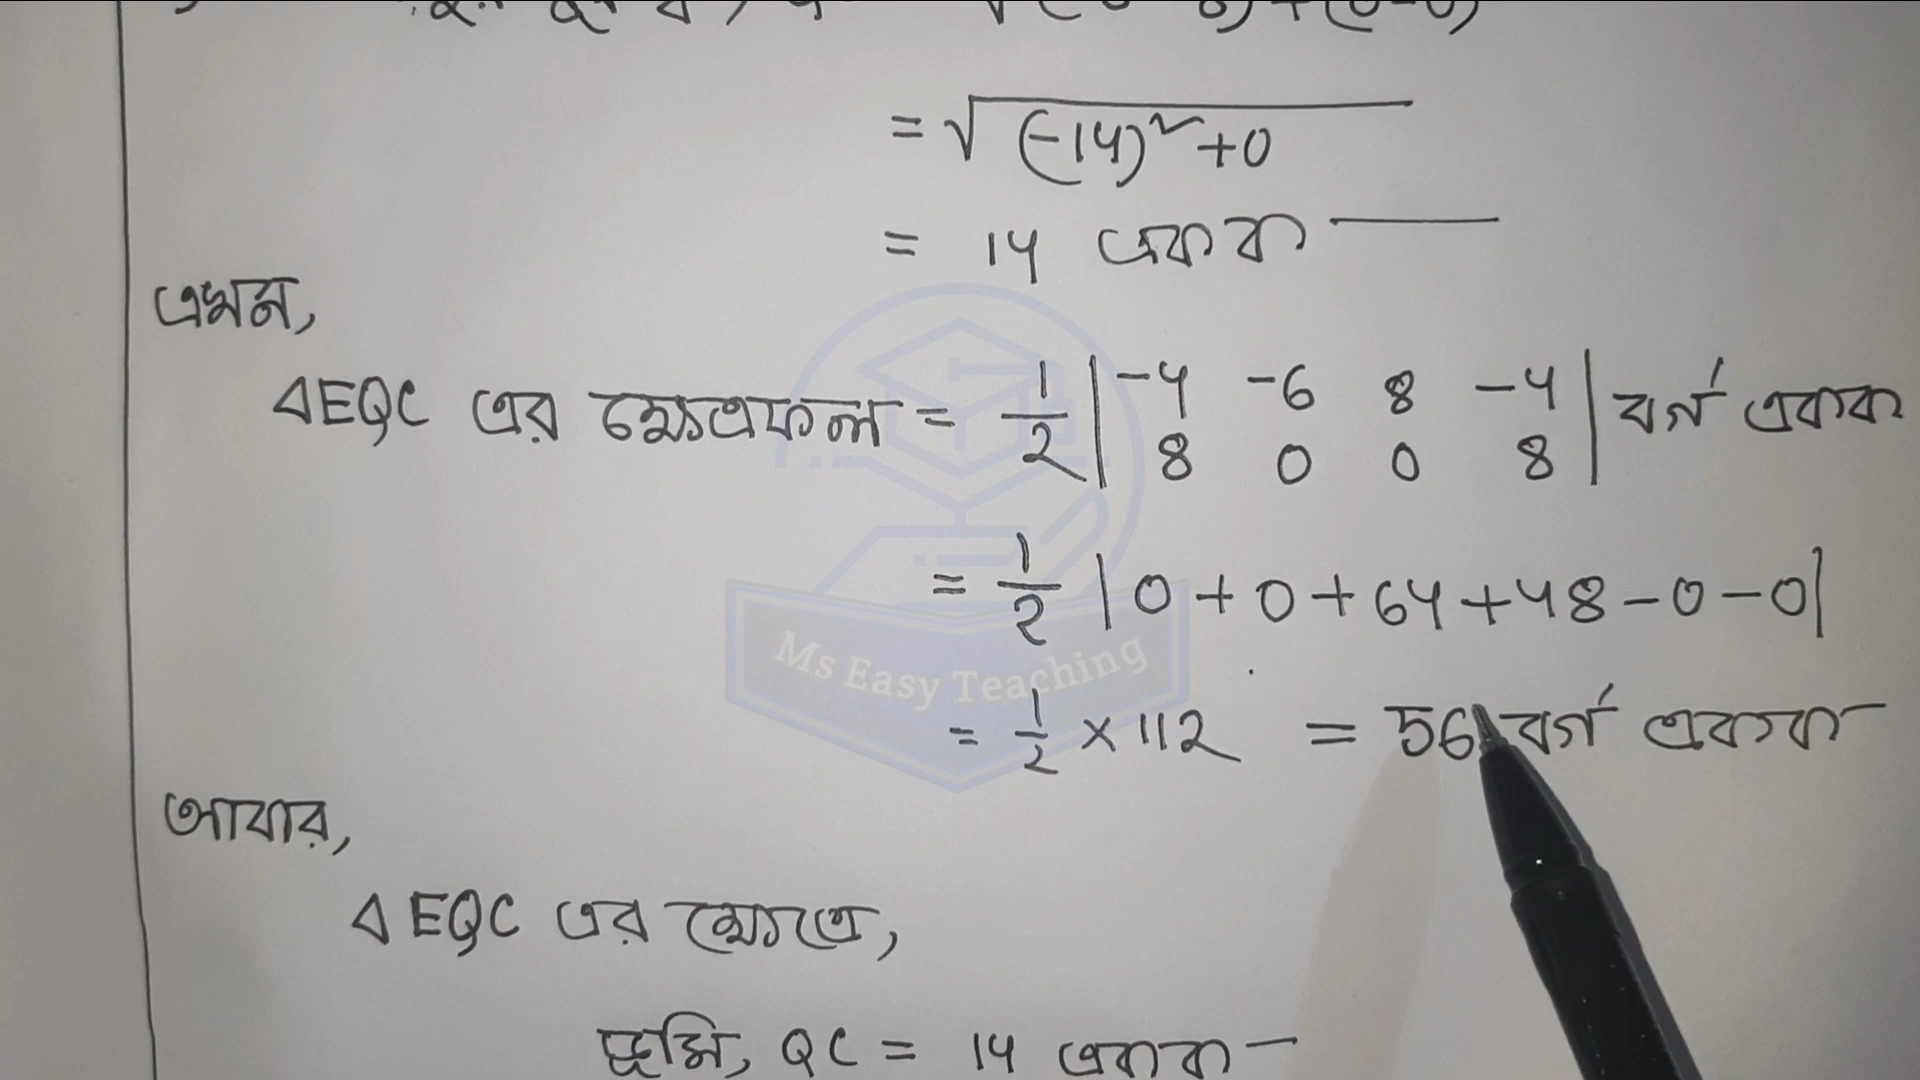 = √(-14)² + 0
= 14 একক
এখন,
ΔEQC এর ক্ষেত্রফল = 1/2 | -4 -6 8 -4 | বর্গ একক
8 0 0 8
= 1/2 | 0 + 0 + 64 + 48 - 0 - 0 |
Ms Easy Teaching
= 1/2 × 112 = 56 বর্গ একক
আবার,
ΔEQC এর ক্ষেত্রে,
ভূমি, QC = 14 একক